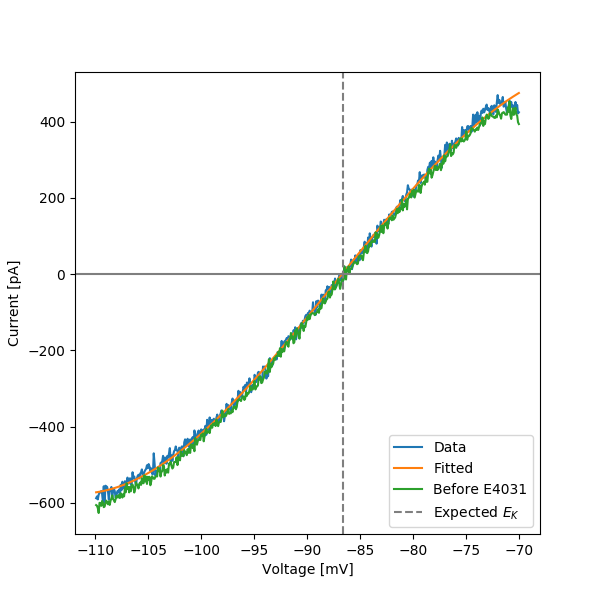 Current [pA]
400
200
0
−200
−400
−600
Data
Fitted
Before E4031
Expected $E_K$
−110 −105 −100 −95 −90 −85 −80 −75 −70
Voltage [mV]